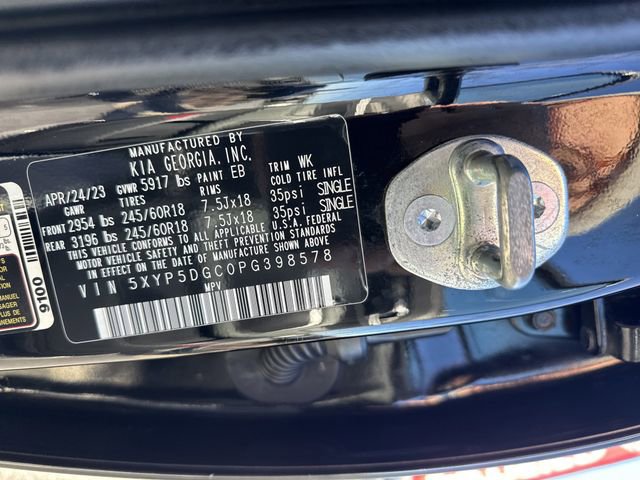 MANUFACTURED BY
KIA GEORGIA, INC.
APR/24/23 GVWR 5917 lbs PAINT EB TRIM WK
GAWR TIRES RIMS COLD TIRE INFL
FRONT 2954 lbs 245/60R18 7.5Jx18 35psi SINGLE
REAR 3196 lbs 245/60R18 7.5Jx18 35psi SINGLE
THIS VEHICLE CONFORMS TO ALL APPLICABLE U.S.A. FEDERAL
MOTOR VEHICLE SAFETY AND THEFT PREVENTION STANDARDS
IN EFFECT ON THE DATE OF MANUFACTURE SHOWN ABOVE
VIN 5XYP5DGC0PG398578
MPV
9100